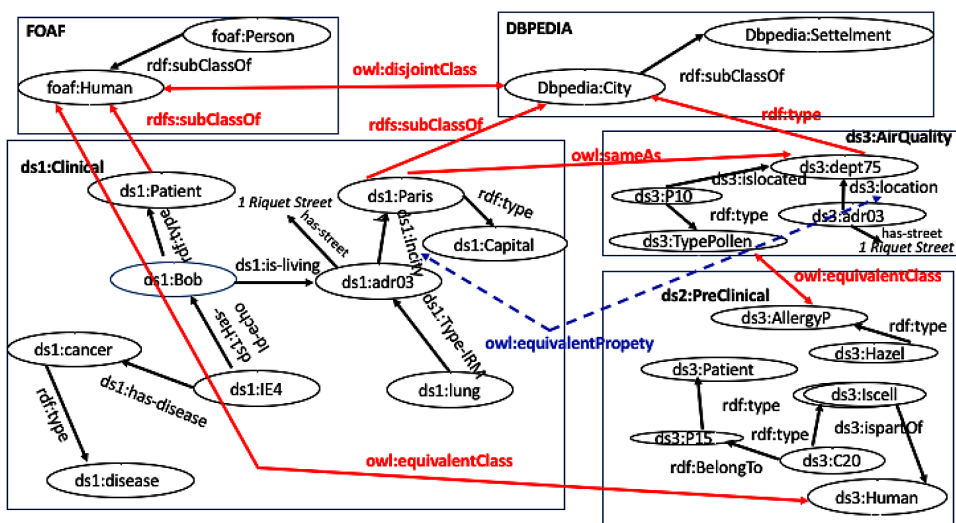 FOAF
foaf:Person
rdf:subClassOf
foaf:Human
owl:disjointClass
DBPEDIA
Dbpedia:Settelment
rdf:subClassOf
Dbpedia:City
rdfs:subClassOf
rdfs:subClassOf
rdf:type
ds1:Clinical
ds1:Patient
rdf:type
ds1:Bob
ds1:is-living
1 Riquet Street
has-street
ds1:Paris
ds1:Incity
rdf:type
ds1:Capital
ds1:adr03
ds1:Type-IRM
ds1:lung
ds1:Has-
Id-echo
ds1:IE4
ds1:has-disease
ds1:cancer
rdf:type
ds1:disease
owl:sameAs
ds3:AirQuality
ds3:dept75
ds3:islocated
ds3:location
ds3:P10
rdf:type
ds3:adr03
has-street
1 Riquet Street
ds3:TypePollen
owl:equivalentClass
owl:equivalentPropety
ds2:PreClinical
ds3:AllergyP
rdf:type
ds3:Hazel
ds3:Patient
rdf:type
ds3:Iscell
ds3:ispartOf
ds3:P15
rdf:type
rdf:BelongTo
ds3:C20
ds3:Human
owl:equivalentClass